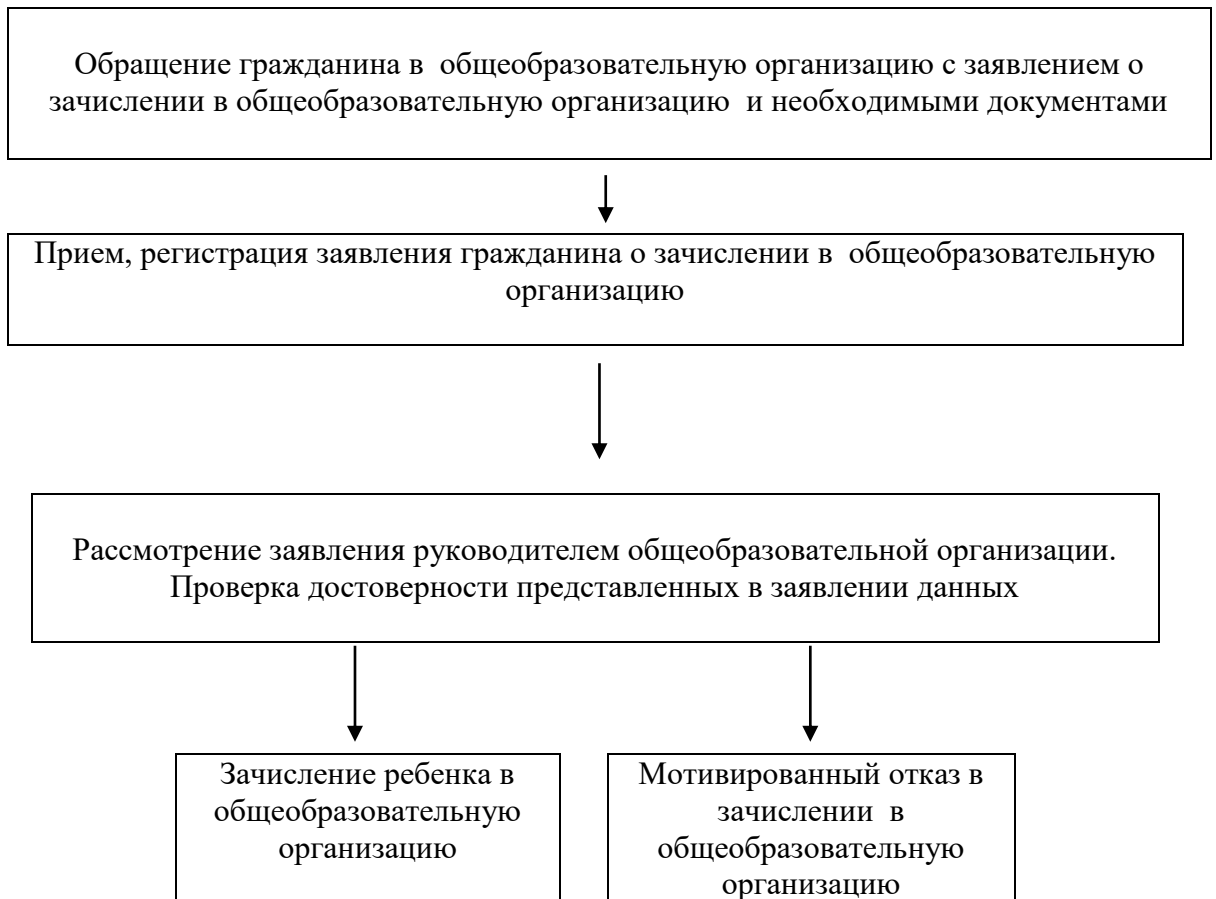 Обращение гражданина в общеобразовательную организацию с заявлением о
зачислении в общеобразовательную организацию и необходимыми документами
Прием, регистрация заявления гражданина о зачислении в общеобразовательную
организацию
Рассмотрение заявления руководителем общеобразовательной организации.
Проверка достоверности представленных в заявлении данных
Зачисление ребенка в
общеобразовательную
организацию
Мотивированный отказ в
зачислении в
общеобразовательную
организацию